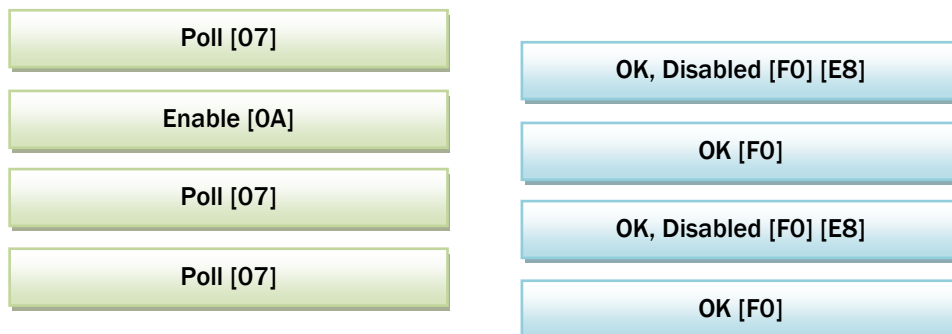 Poll [07]
OK, Disabled [F0] [E8]
Enable [0A]
OK [F0]
Poll [07]
OK, Disabled [F0] [E8]
Poll [07]
OK [F0]